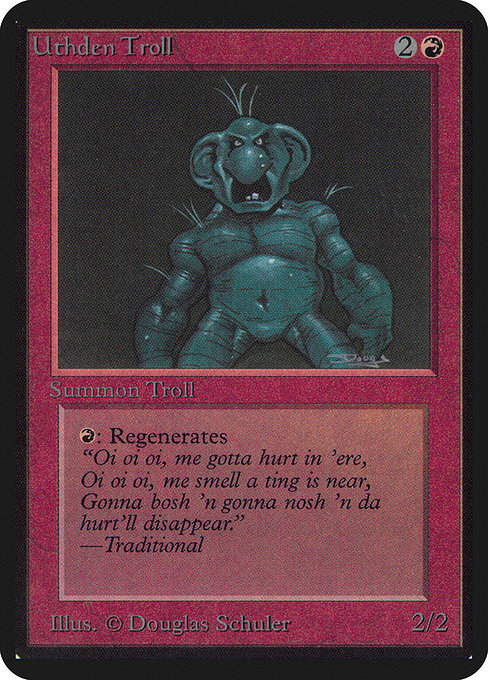 Uthden Troll 2
Doug S
Summon Troll
: Regenerates
“Oi oi oi, me gotta hurt in ’ere,
Oi oi oi, me smell a ting is near,
Gonna bosh ’n gonna nosh ’n da
hurt’ll disappear.”
—Traditional
Illus. © Douglas Schuler 2/2